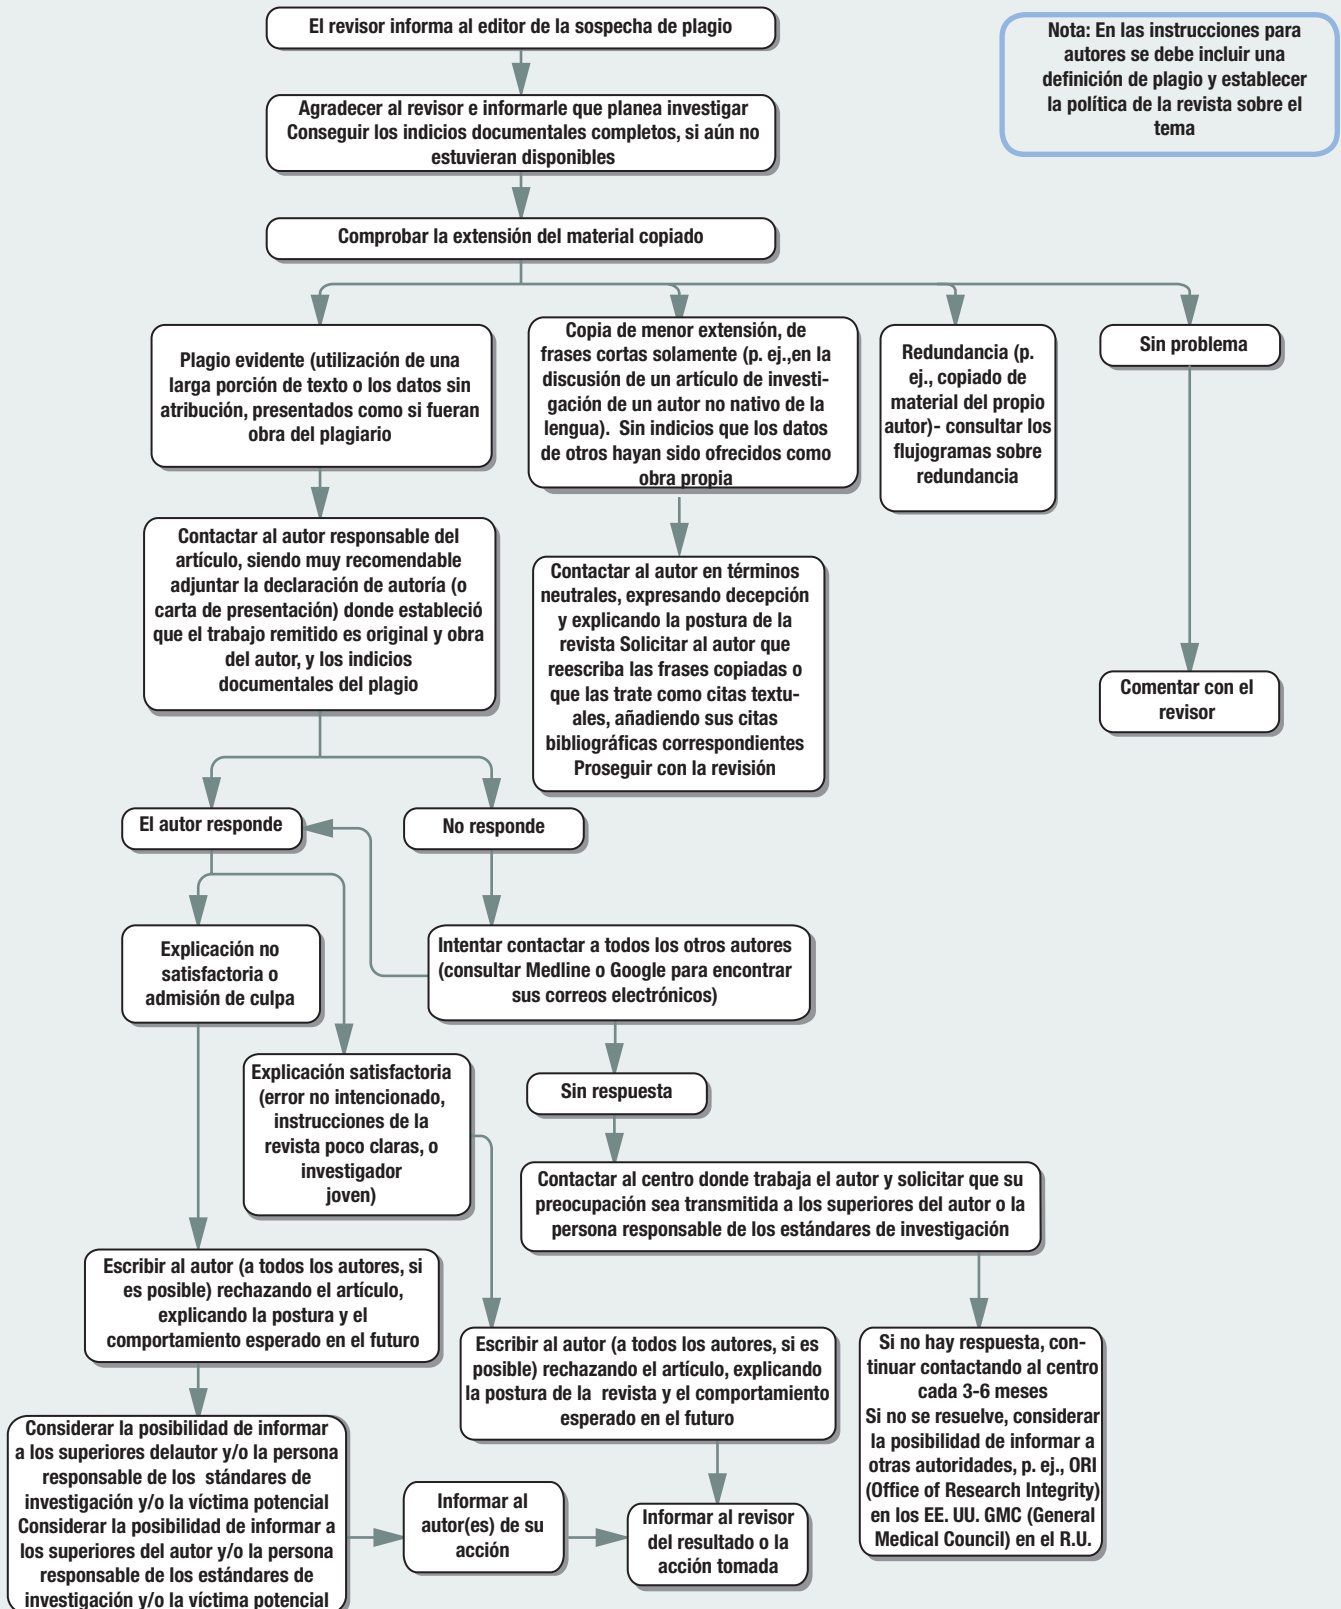 El revisor informa al editor de la sospecha de plagio
Nota: En las instrucciones para
autores se debe incluir una
definición de plagio y establecer
la política de la revista sobre el
tema
Agradecer al revisor e informarle que planea investigar
Conseguir los indicios documentales completos, si aún no
estuvieran disponibles
Comprobar la extensión del material copiado
Plagio evidente (utilización de una
larga porción de texto o los datos sin
atribución, presentados como si fueran
obra del plagiario
Copia de menor extensión, de
frases cortas solamente (p. ej.,en la
discusión de un artículo de investi-
gación de un autor no nativo de la
lengua). Sin indicios que los datos
de otros hayan sido ofrecidos como
obra propia
Redundancia (p.
ej., copiado de
material del propio
autor)- consultar los
flujogramas sobre
redundancia
Sin problema
Contactar al autor responsable del
artículo, siendo muy recomendable
adjuntar la declaración de autoría (o
carta de presentación) donde estableció
que el trabajo remitido es original y obra
del autor, y los indicios
documentales del plagio
Contactar al autor en términos
neutrales, expresando decepción
y explicando la postura de la
revista Solicitar al autor que
reescriba las frases copiadas o
que las trate como citas textu-
ales, añadiendo sus citas
bibliográficas correspondientes
Proseguir con la revisión
Comentar con el
revisor
El autor responde
No responde
Explicación no
satisfactoria o
admisión de culpa
Intentar contactar a todos los otros autores
(consultar Medline o Google para encontrar
sus correos electrónicos)
Explicación satisfactoria
(error no intencionado,
instrucciones de la
revista poco claras, o
investigador
joven)
Sin respuesta
Contactar al centro donde trabaja el autor y solicitar que su
preocupación sea transmitida a los superiores del autor o la
persona responsable de los estándares de investigación
Escribir al autor (a todos los autores, si
es posible) rechazando el artículo,
explicando la postura y el
comportamiento esperado en el futuro
Escribir al autor (a todos los autores, si es
posible) rechazando el artículo, explicando
la postura de la revista y el comportamiento
esperado en el futuro
Si no hay respuesta, con-
tinuar contactando al centro
cada 3-6 meses
Si no se resuelve, considerar
la posibilidad de informar a
otras autoridades, p. ej., ORI
(Office of Research Integrity)
en los EE. UU. GMC (General
Medical Council) en el R.U.
Considerar la posibilidad de informar
a los superiores delautor y/o la persona
responsable de los stándares de
investigación y/o la víctima potencial
Considerar la posibilidad de informar a
los superiores del autor y/o la persona
responsable de los estándares de
investigación y/o la víctima potencial
Informar al
autor(es) de su
acción
Informar al revisor
del resultado o la
acción tomada